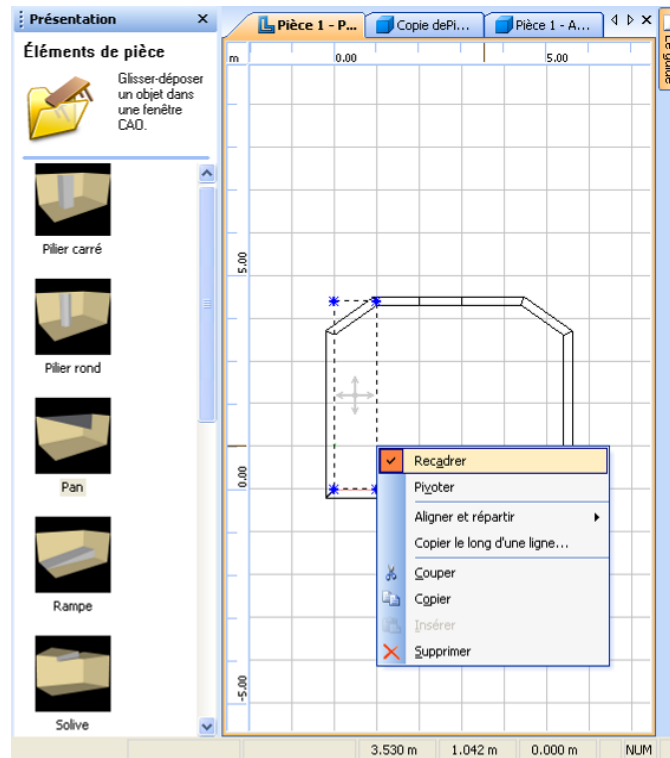 Présentation
Éléments de pièce
Glisser-déposer
un objet dans
une fenêtre
CAO.
Pilier carré
Pilier rond
Pan
Rampe
Solive
Pièce 1 - P...
Copie dePi...
Pièce 1 - A...
Le guide
m
0.00
5.00
5.00
0.00
-5.00
Recadrer
Pivoter
Aligner et répartir
Copier le long d'une ligne...
Couper
Copier
Insérer
Supprimer
3.530 m
1.042 m
0.000 m
NUM